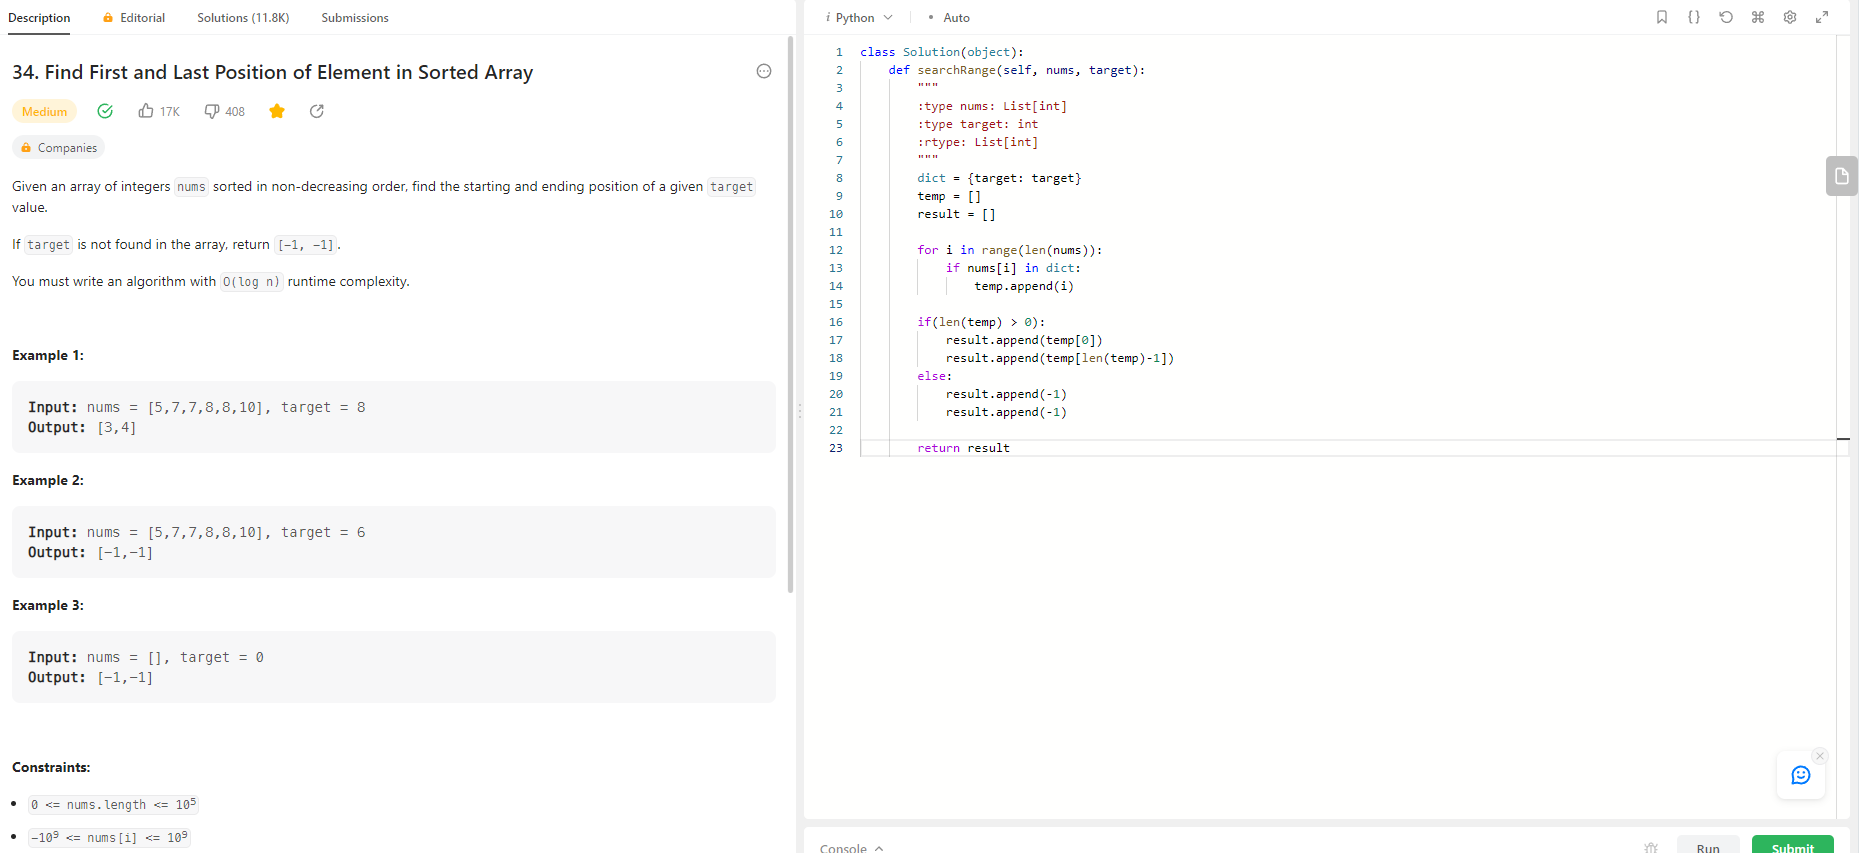 Description
Editorial
Solutions (11.8K)
Submissions
34. Find First and Last Position of Element in Sorted Array
Medium
17K
408
Companies
Given an array of integers nums sorted in non-decreasing order, find the starting and ending position of a given target
value.
If target is not found in the array, return [-1, -1].
You must write an algorithm with O(log n) runtime complexity.
Example 1:
Input: nums = [5,7,7,8,8,10], target = 8
Output: [3,4]
Example 2:
Input: nums = [5,7,7,8,8,10], target = 6
Output: [-1,-1]
Example 3:
Input: nums = [], target = 0
Output: [-1,-1]
Constraints:
• 0 <= nums.length <= 10⁵
• -10⁹ <= nums[i] <= 10⁹
i Python
• Auto
1 class Solution(object):
2     def searchRange(self, nums, target):
3         """
4         :type nums: List[int]
5         :type target: int
6         :rtype: List[int]
7         """
8         dict = {target: target}
9         temp = []
10         result = []
11
12         for i in range(len(nums)):
13             if nums[i] in dict:
14                 temp.append(i)
15
16         if(len(temp) > 0):
17             result.append(temp[0])
18             result.append(temp[len(temp)-1])
19         else:
20             result.append(-1)
21             result.append(-1)
22
23         return result
Console
Run
Submit